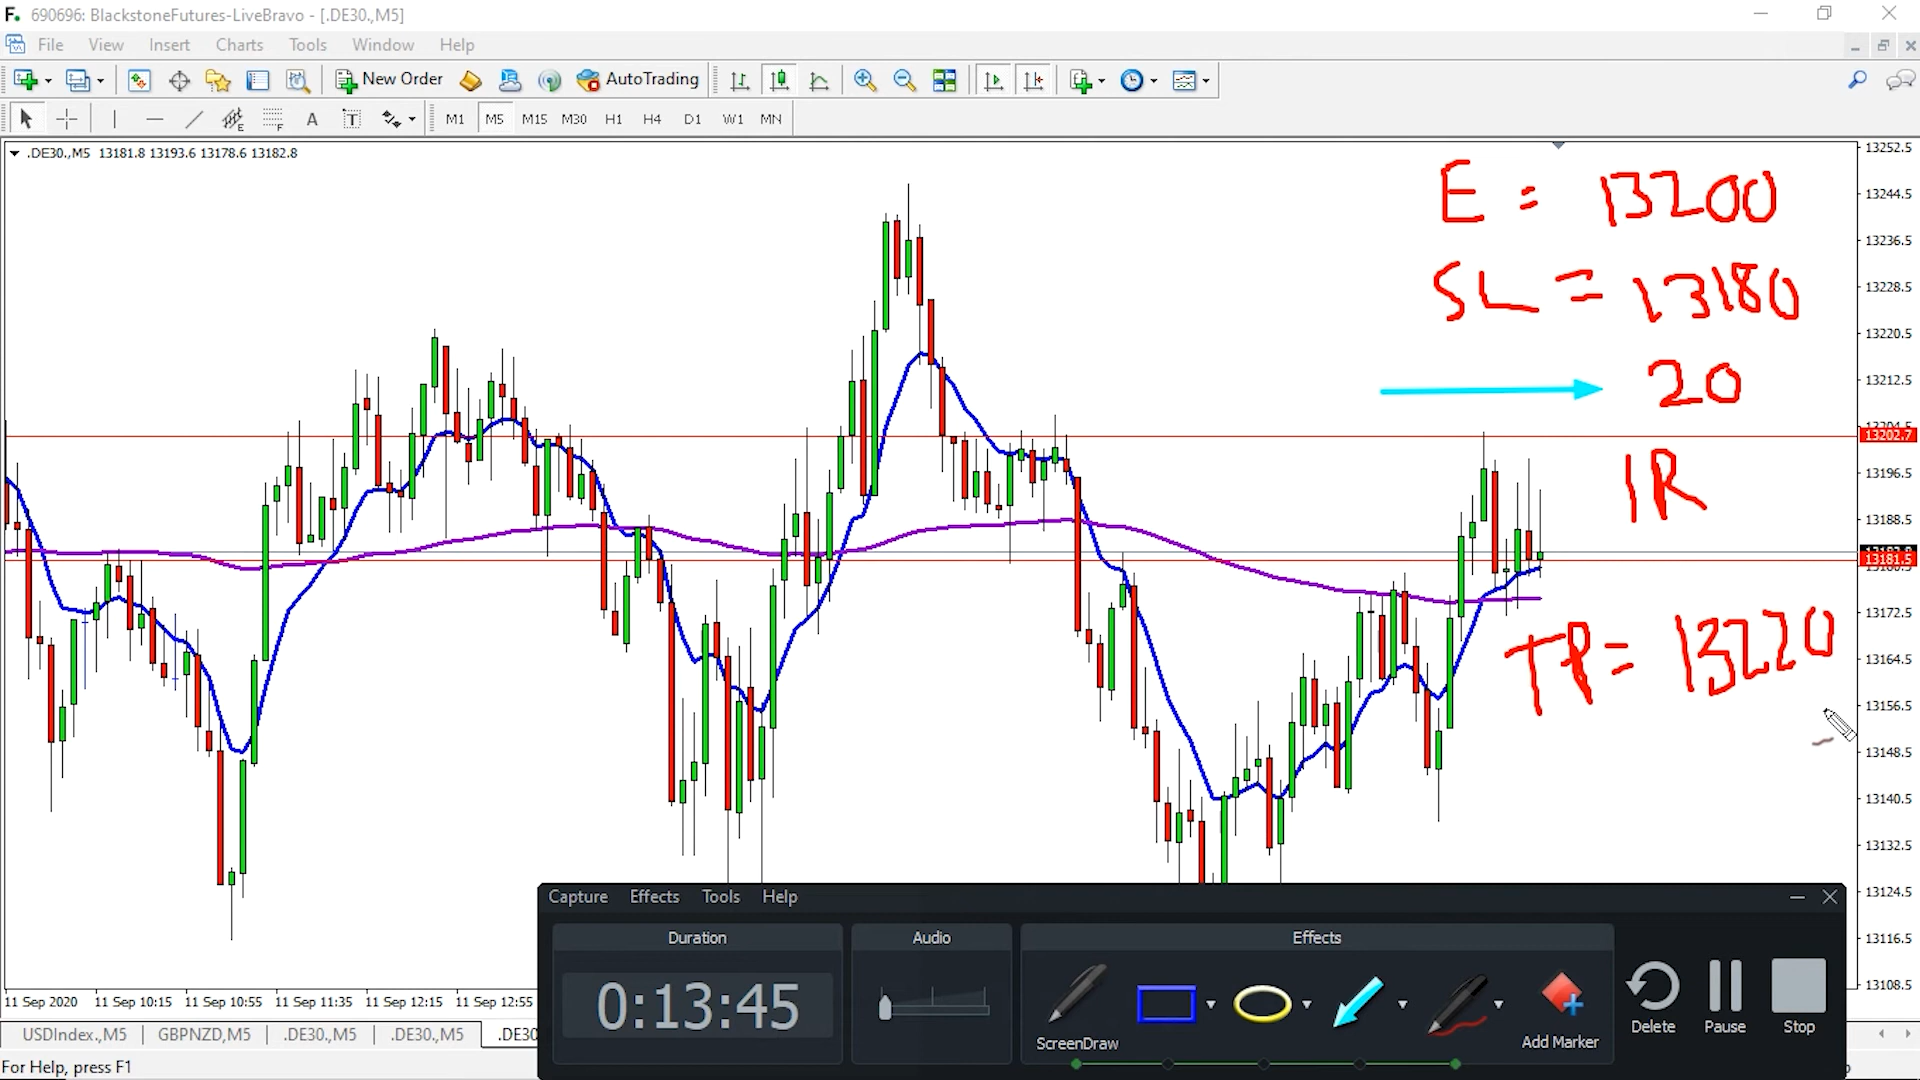 690696: BlackstoneFutures-LiveBravo - [.DE30.,M5]
File View Insert Charts Tools Window Help
New Order AutoTrading
E A T F M1 M5 M15 M30 H1 H4 D1 W1 MN
.DE30.,M5 13181.8 13193.6 13178.6 13182.8
E = 13200
SL = 13180
20
1R
TP = 13220
13252.5
13244.5
13236.5
13228.5
13220.5
13212.5
13202.7
13196.5
13188.5
13181.5
13172.5
13164.5
13156.5
13148.5
13140.5
13132.5
13124.5
13116.5
13108.5
11 Sep 2020 11 Sep 10:15 11 Sep 10:55 11 Sep 11:35 11 Sep 12:15 11 Sep 12:55
USDIndex.,M5 GBPNZD,M5 .DE30.,M5 .DE30.,M5 .DE30
For Help, press F1
Capture Effects Tools Help
Duration Audio Effects
0:13:45
ScreenDraw Add Marker Delete Pause Stop